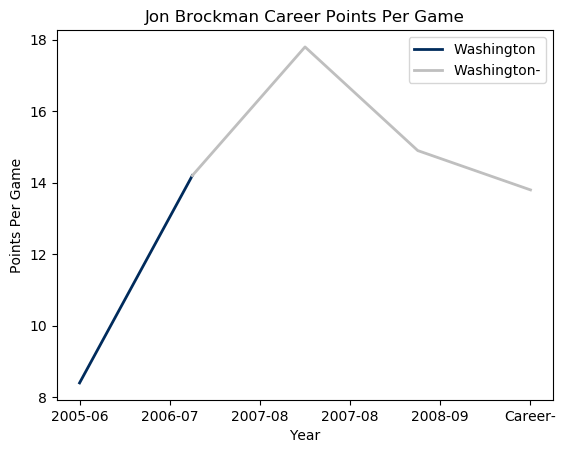 Jon Brockman Career Points Per Game
Washington
Washington-
18
16
14
12
10
8
Points Per Game
2005-06 2006-07 2007-08 2007-08 2008-09 Career-
Year